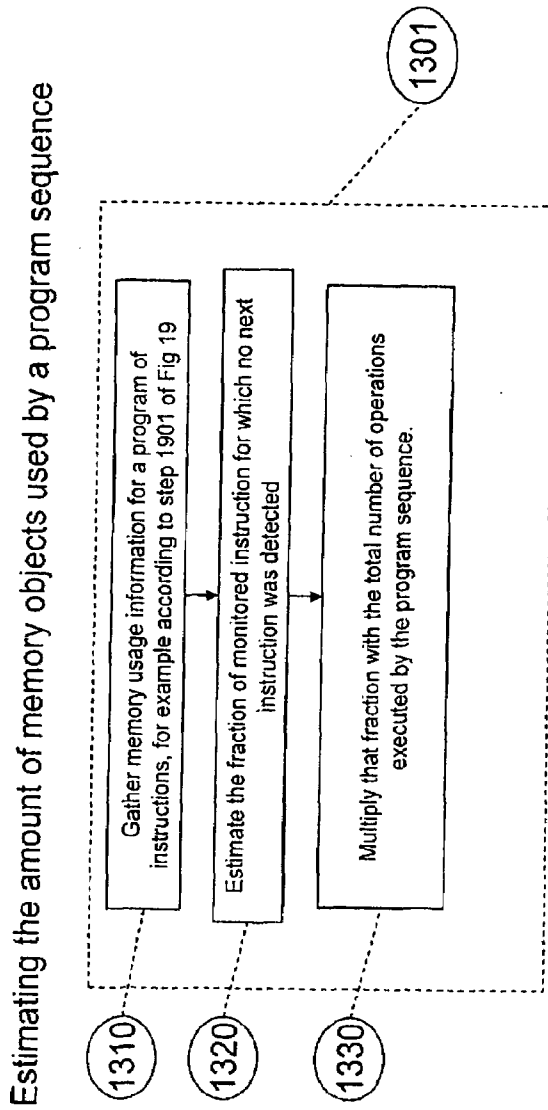 Estimating the amount of memory objects used by a program sequence
1301
1310
Gather memory usage information for a program of
instructions, for example according to step 1901 of Fig 19
1320
Estimate the fraction of monitored instruction for which no next
instruction was detected
1330
Multiply that fraction with the total number of operations
executed by the program sequence.